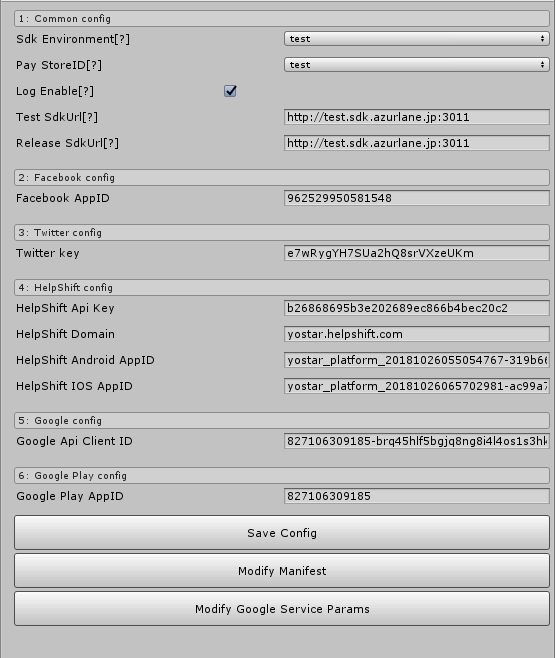 1: Common config
Sdk Environment[?] test
Pay StoreID[?] test
Log Enable[?]
Test SdkUrl[?] http://test.sdk.azurlane.jp:3011
Release SdkUrl[?] http://test.sdk.azurlane.jp:3011
2: Facebook config
Facebook AppID 962529950581548
3: Twitter config
Twitter key e7wRygYH7SUa2hQ8srVXzeUKm
4: HelpShift config
HelpShift Api Key b26868695b3e202689ec866b4bec20c2
HelpShift Domain yostar.helpshift.com
HelpShift Android AppID yostar_platform_20181026055054767-319b66
HelpShift IOS AppID yostar_platform_20181026065702981-ac99a7
5: Google config
Google Api Client ID 827106309185-brq45hlf5bgjq8ng8i4l4os1s3hk
6: Google Play config
Google Play AppID 827106309185
Save Config
Modify Manifest
Modify Google Service Params